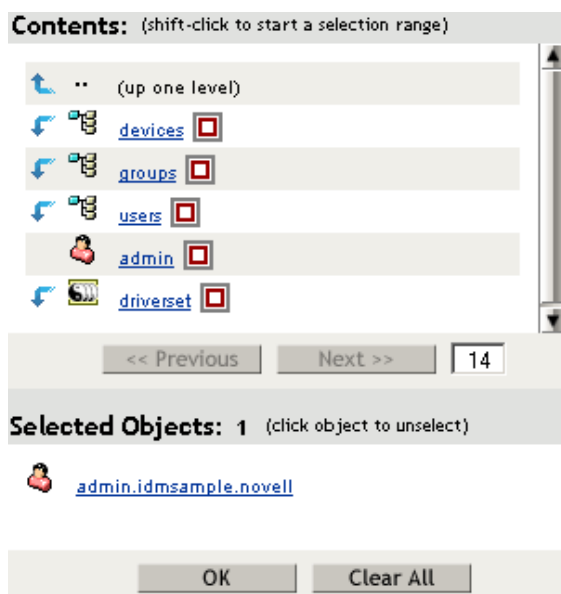 Contents: (shift-click to start a selection range)
.. (up one level)
devices
groups
users
admin
driverset
<< Previous Next >> 14
Selected Objects: 1 (click object to unselect)
admin.idmsample.novell
OK Clear All